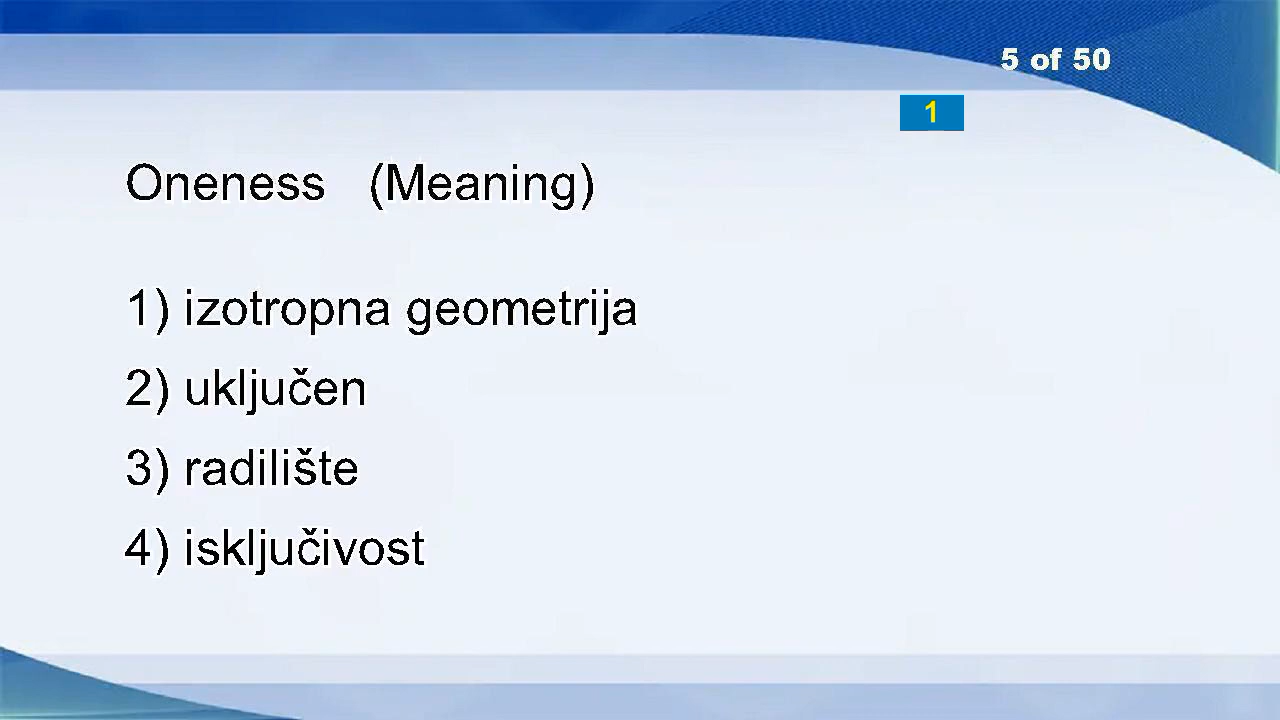 5 of 50
1
Oneness (Meaning)
1) izotropna geometrija
2) uključen
3) radilište
4) isključivost